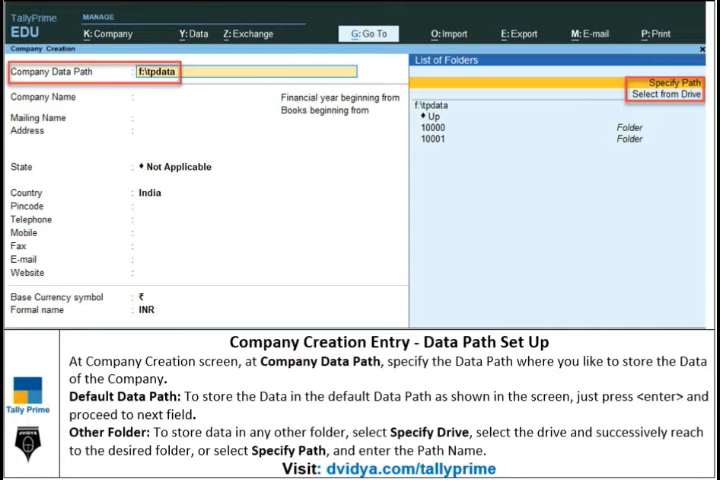 TallyPrime
MANAGE
EDU
K: Company
Y: Data
Z: Exchange
G: Go To
O: Import
E: Export
M: E-mail
P: Print
Company Creation
x
Company Data Path : f:\tpdata
Company Name :
Financial year beginning from
Books beginning from
Mailing Name :
Address :
State : ♦ Not Applicable
Country : India
Pincode :
Telephone :
Mobile :
Fax :
E-mail :
Website :
Base Currency symbol : ₹
Formal name : INR
List of Folders
Specify Path
Select from Drive
f:\tpdata
♦ Up
10000 Folder
10001 Folder
Company Creation Entry - Data Path Set Up
At Company Creation screen, at Company Data Path, specify the Data Path where you like to store the Data
of the Company.
Default Data Path: To store the Data in the default Data Path as shown in the screen, just press <enter> and
proceed to next field.
Other Folder: To store data in any other folder, select Specify Drive, select the drive and successively reach
to the desired folder, or select Specify Path, and enter the Path Name.
Visit: dvidya.com/tallyprime
Tally Prime